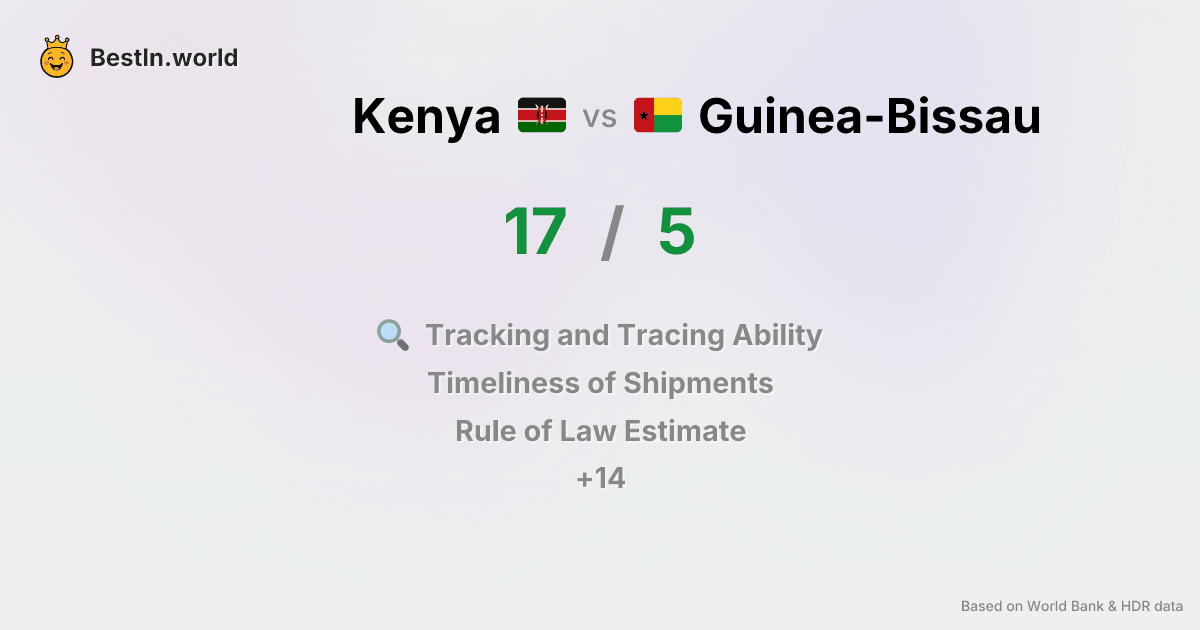 BestIn.world
Kenya vs Guinea-Bissau
17 / 5
Tracking and Tracing Ability
Timeliness of Shipments
Rule of Law Estimate
+14
Based on World Bank & HDR data